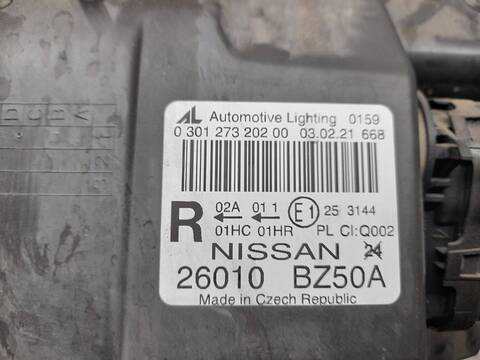 AL Automotive Lighting 0159
0 301 273 202 00 03.02.21 668
R 02A 01 1 E1 25 3144
01HC 01HR PL CI:Q002
NISSAN 24
26010 BZ50A
Made in Czech Republic